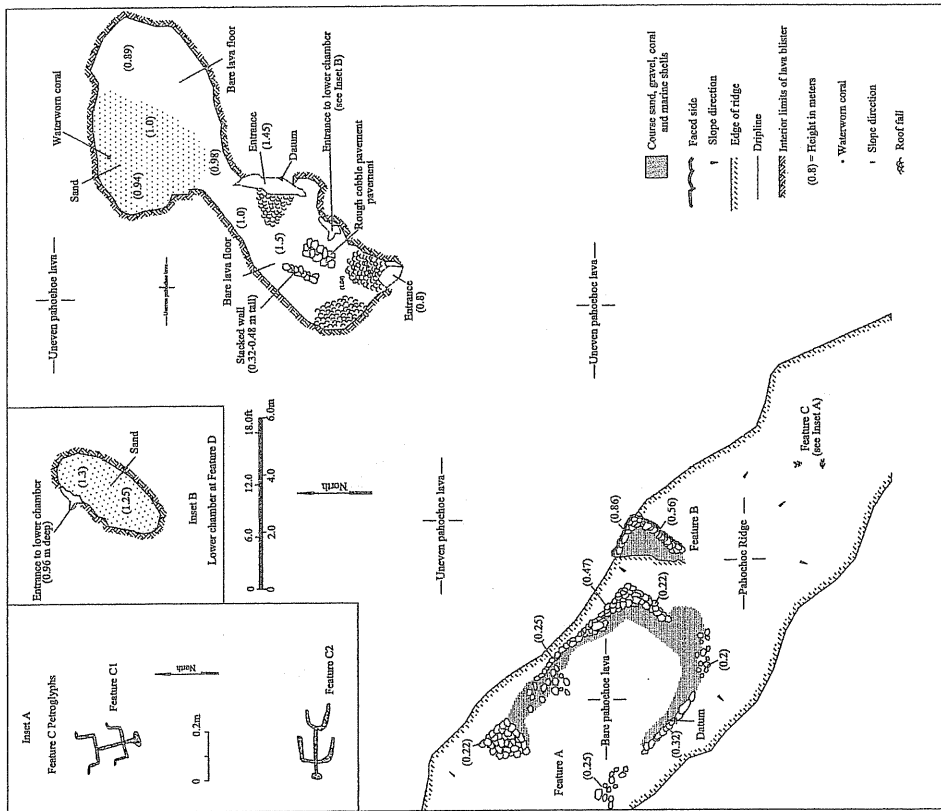 Inset A
Feature C Petroglyphs
Feature C1
North
0
0.2m
Featuro C2
Entrance to lower chamber
(0.96 m deep)
(1.3)
(1.25)
Sand
Inset B
Lower chamber at Feature D
0
6.0
12.0
18.0ft
0
2.0
4.0
6.0m
North
Uneven pahoehoe lava
Uneven pahoehoe lava
Waterworn coral
Sand
(0.94)
(1.0)
(0.89)
Bare lava floor
(0.98)
Entrance
(1.45)
Datum
Entrance to lower chamber
(see Inset B)
Rough cobble pavement
pavement
(1.0)
(1.5)
Bare lava floor
Stacked wall
(0.32-0.48 m tall)
Entrance
(0.8)
Uneven pahoehoe lava
Uneven pahoehoe lava
(0.22)
(0.25)
(0.47)
(0.86)
(0.56)
Feature B
(0.22)
Feature A
Bare pahoehoe lava
(0.25)
(0.32)
Datum
(0.2)
Pahoehoe Ridge
Feature C
(see Inset A)
Course sand, gravel, coral
and marine shells
Faced side
Slope direction
Edge of ridge
Dripline
Interior limits of lava blister
(0.8) = Height in meters
Waterworn coral
Slope direction
Roof fall